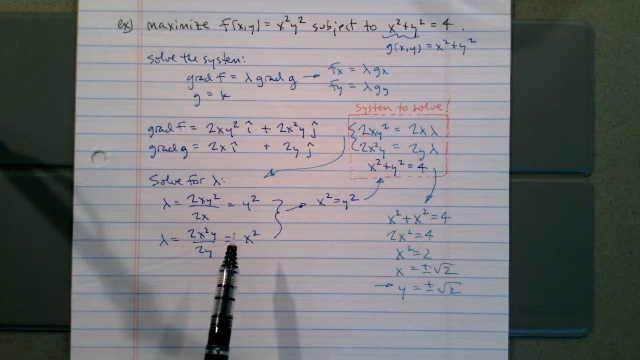 ex) maximize f(x,y) = x²y² subject to x²+y² = 4.
g(x,y) = x²+y²
solve the system:
grad f = λ grad g → fx = λ gx
g = k fy = λ gy
system to solve!
grad f = 2xy² î + 2x²y ĵ
grad g = 2x î + 2y ĵ
2xy² = 2xλ
2x²y = 2yλ
x²+y² = 4
Solve for λ:
λ = 2xy²/2x = y²
λ = 2x²y/2y = x²
x² = y²
x²+x² = 4
2x² = 4
x² = 2
x = ±√2
→ y = ±√2